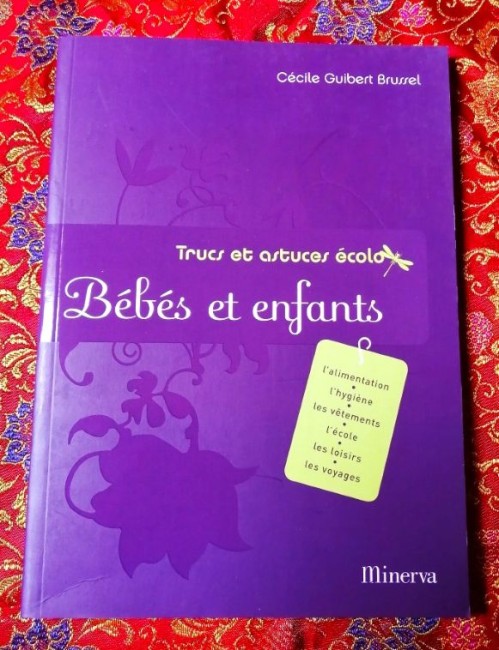 Cécile Guibert Brussel
Trucs et astuces écolo
Bébés et enfants
l'alimentation
l'hygiène
les vêtements
l'école
les loisirs
les voyages
Minerva